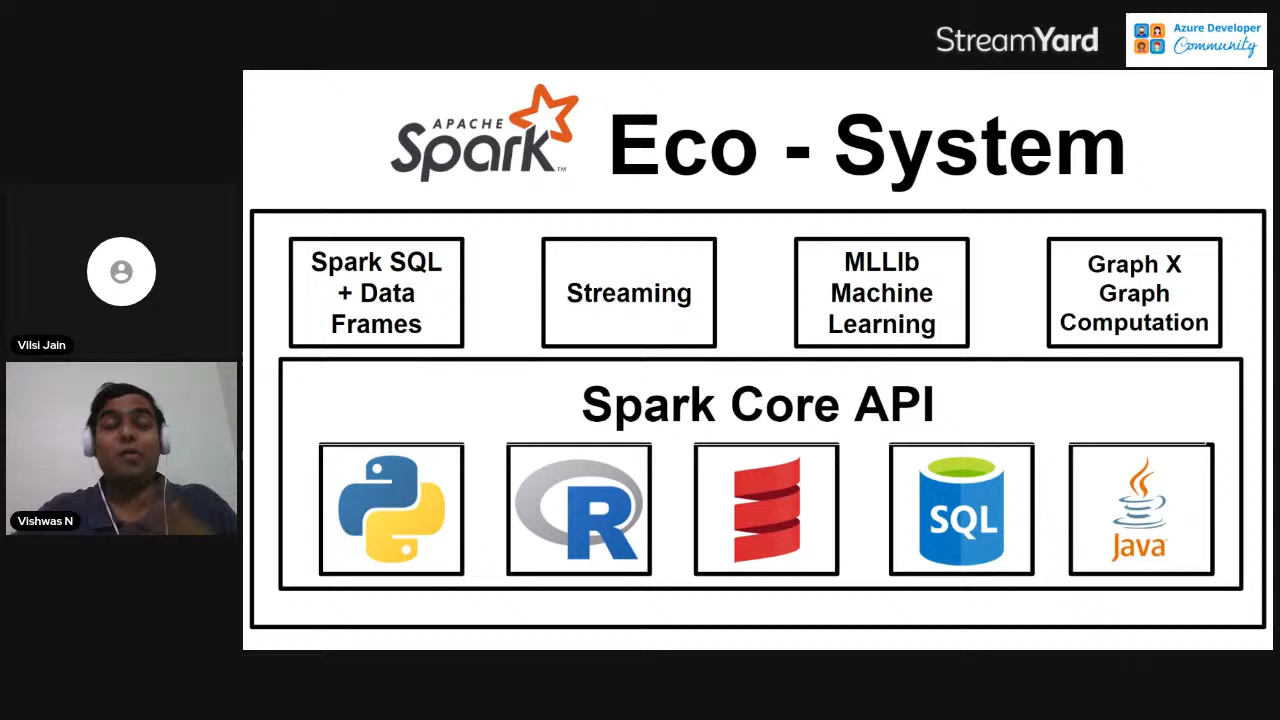 StreamYard
Azure Developer
Community
APACHE
Spark™
Eco - System
Spark SQL
+ Data
Frames
Streaming
MLLIb
Machine
Learning
Graph X
Graph
Computation
Spark Core API
R
SQL
Java
Vilsi Jain
Vishwas N